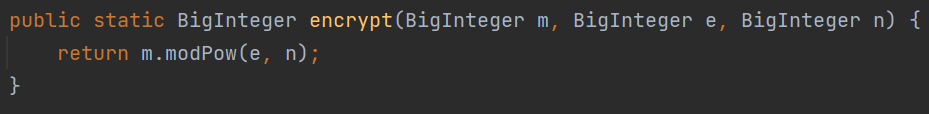 public static BigInteger encrypt(BigInteger m, BigInteger e, BigInteger n) {
    return m.modPow(e, n);
}